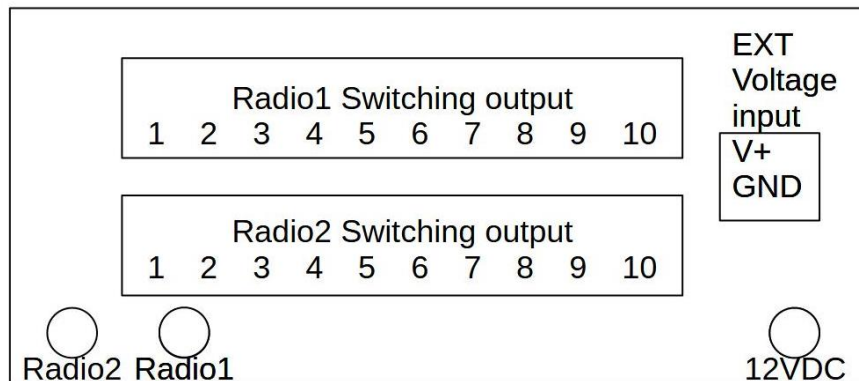 Radio1 Switching output
1 2 3 4 5 6 7 8 9 10
EXT
Voltage
input
V+
GND
Radio2 Switching output
1 2 3 4 5 6 7 8 9 10
Radio2 Radio1
12VDC